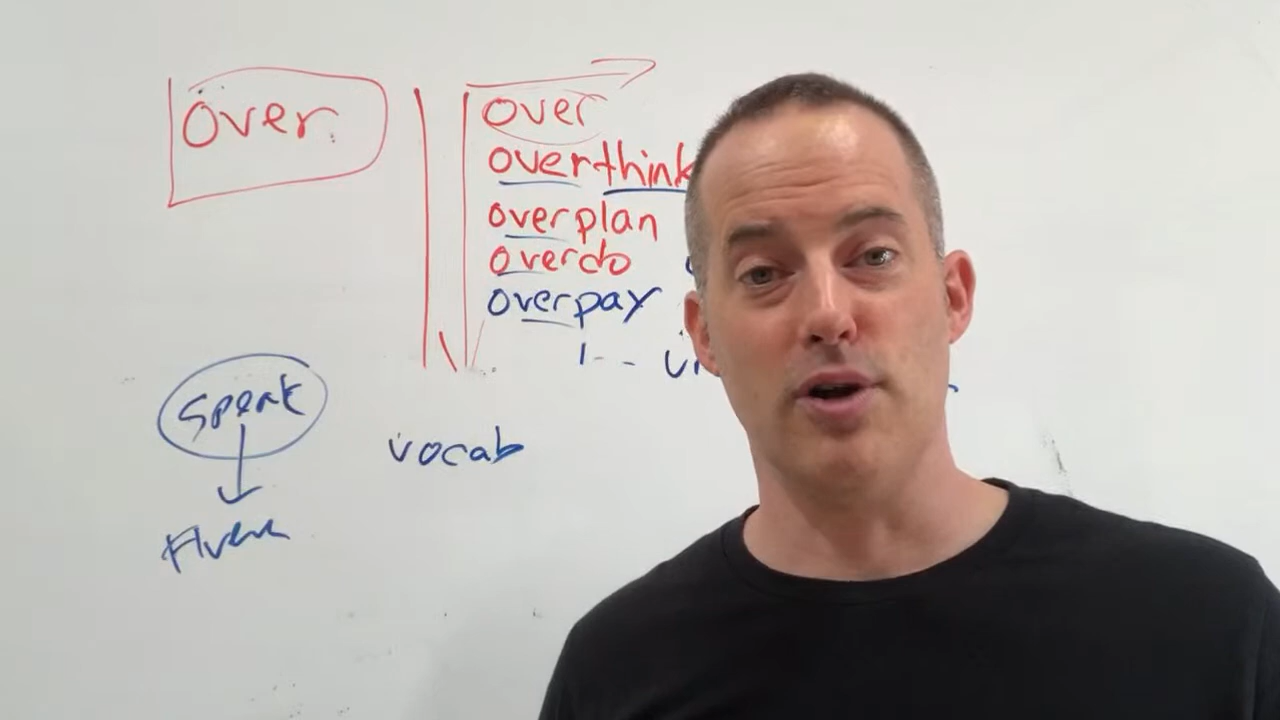 over
over
overthink
overplan
overdo
overpay
speak
vocab